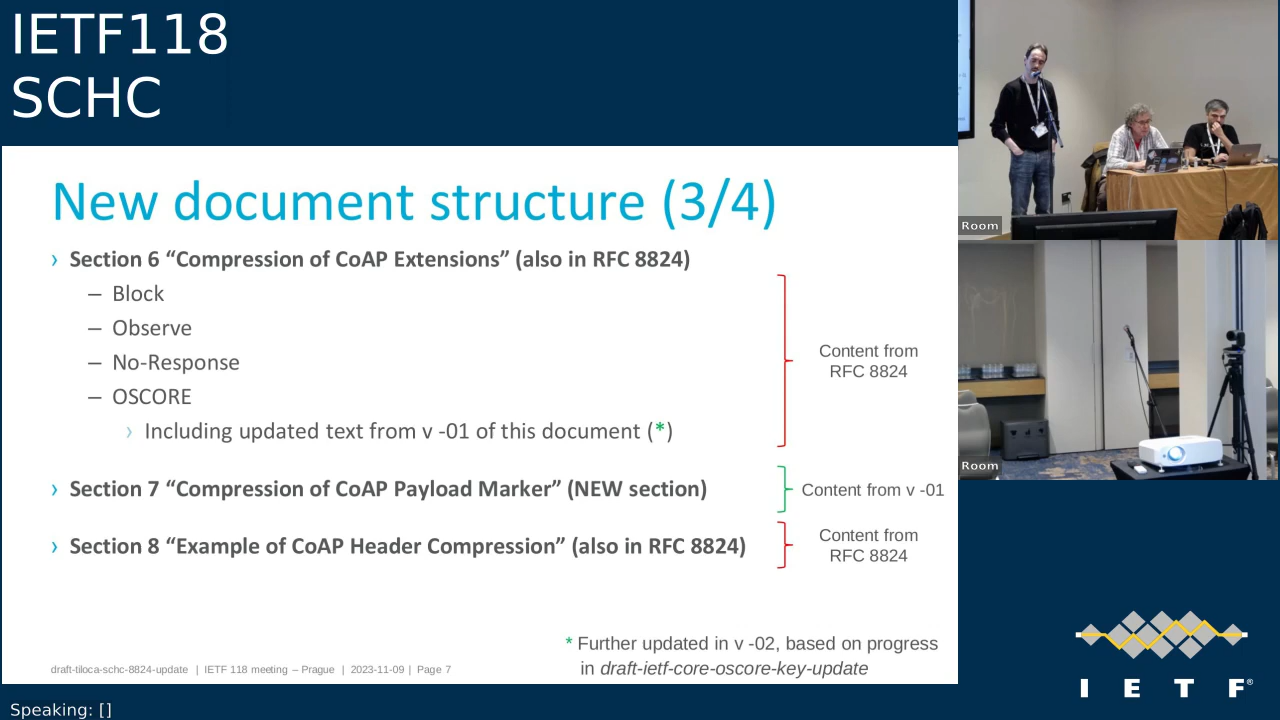 IETF118
SCHC
New document structure (3/4)
› Section 6 “Compression of CoAP Extensions” (also in RFC 8824)
– Block
– Observe
– No-Response
– OSCORE
› Including updated text from v -01 of this document (*)
Content from
RFC 8824
› Section 7 “Compression of CoAP Payload Marker” (NEW section)
Content from v -01
› Section 8 “Example of CoAP Header Compression” (also in RFC 8824)
Content from
RFC 8824
* Further updated in v -02, based on progress
in draft-ietf-core-oscore-key-update
draft-tiloca-schc-8824-update | IETF 118 meeting – Prague | 2023-11-09 | Page 7
Room
Room
I E T F®
Speaking: []